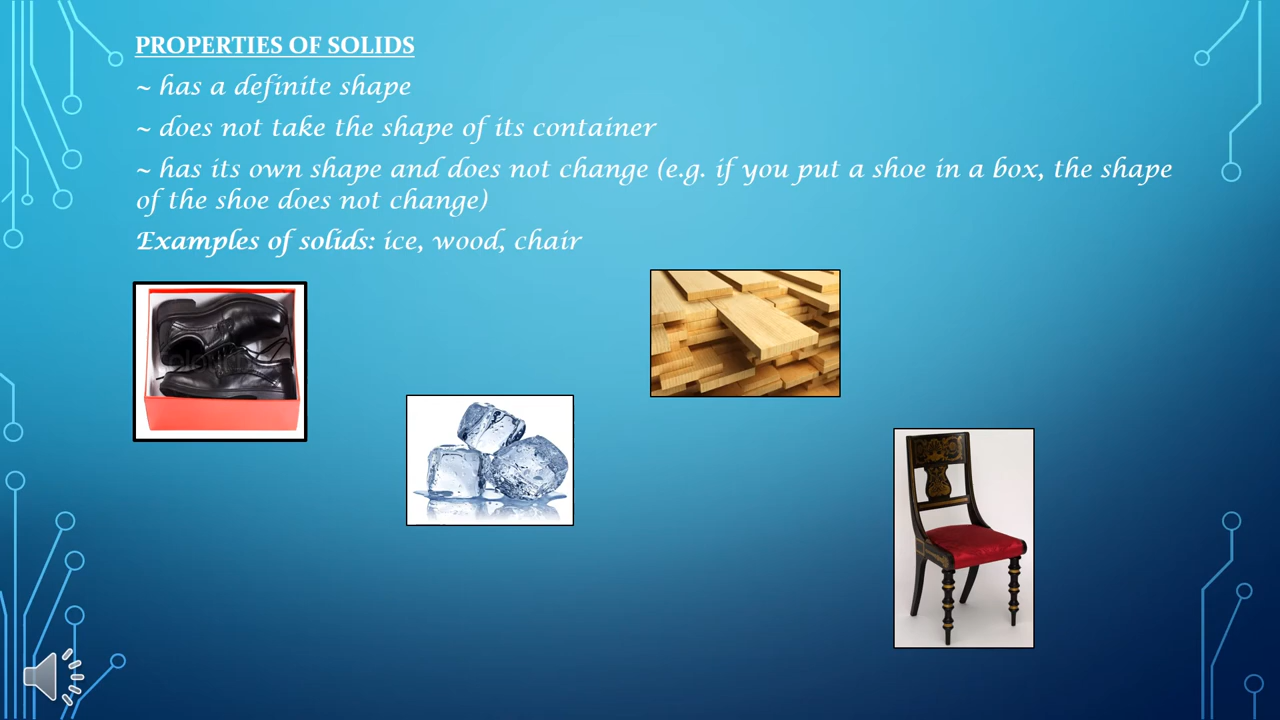 PROPERTIES OF SOLIDS
~ has a definite shape
~ does not take the shape of its container
~ has its own shape and does not change (e.g. if you put a shoe in a box, the shape
of the shoe does not change)
Examples of solids: ice, wood, chair